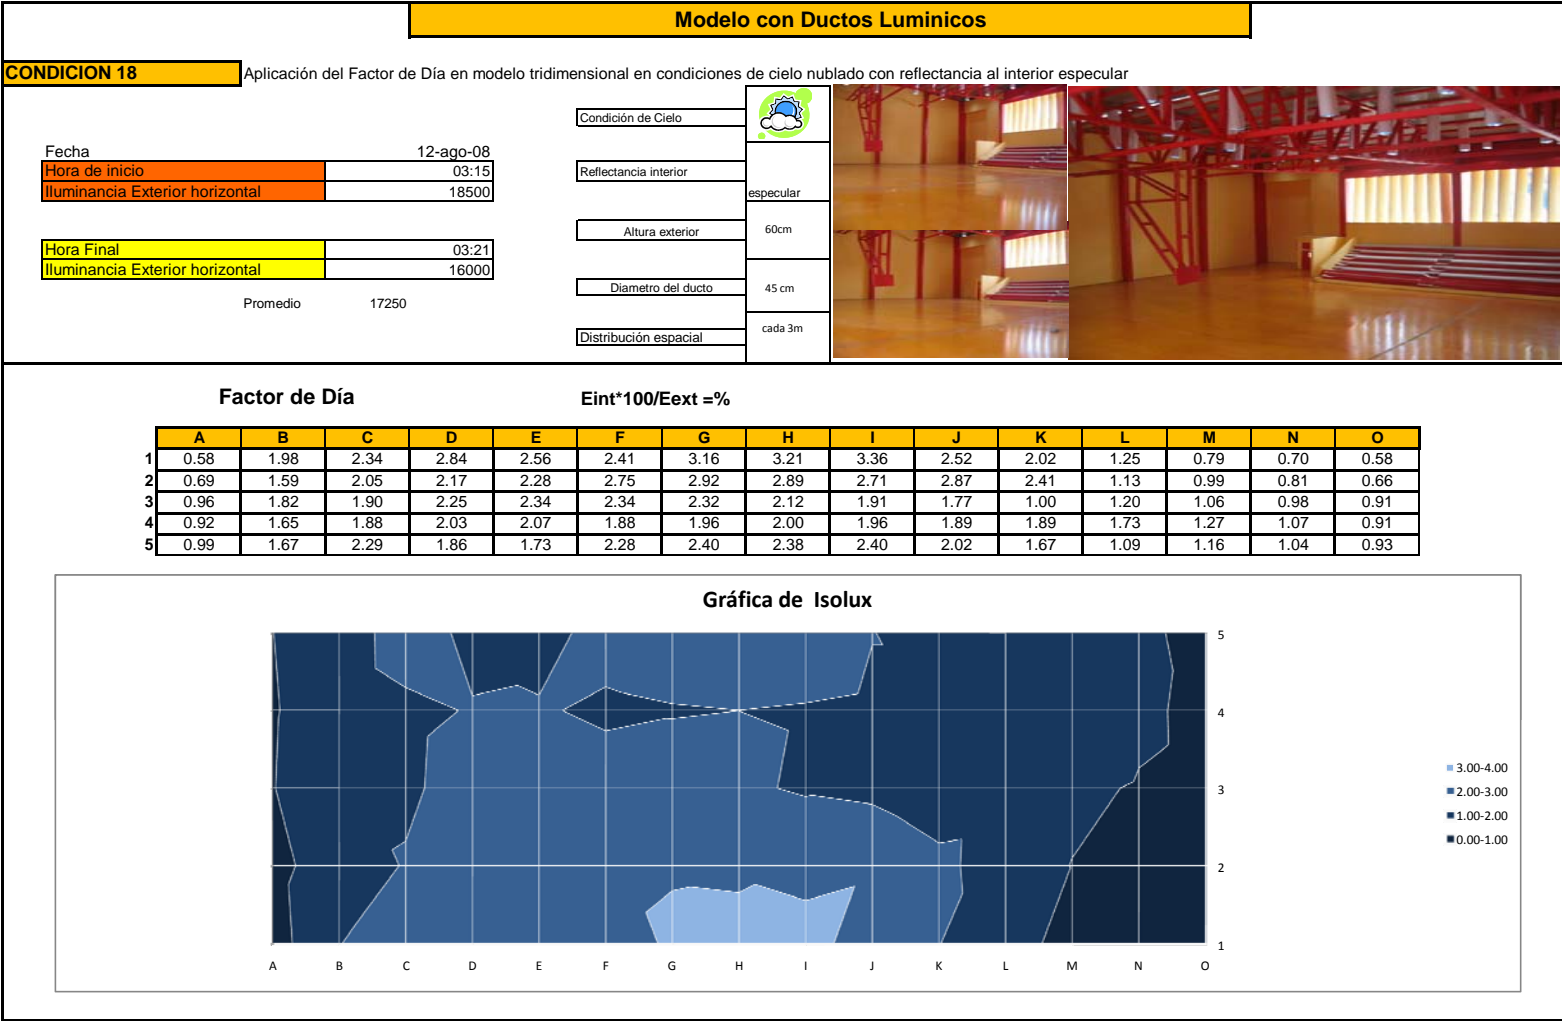 Modelo con Ductos Luminicos
CONDICION 18 Aplicación del Factor de Día en modelo tridimensional en condiciones de cielo nublado con reflectancia al interior especular
Condición de Cielo
Fecha 12-ago-08
Hora de inicio 03:15
Iluminancia Exterior horizontal 18500
Reflectancia interior especular
Altura exterior 60cm
Hora Final 03:21
Iluminancia Exterior horizontal 16000
Diametro del ducto 45 cm
Promedio 17250
Distribución espacial cada 3m
Factor de Día Eint*100/Eext =%
A B C D E F G H I J K L M N O
1 0.58 1.98 2.34 2.84 2.56 2.41 3.16 3.21 3.36 2.52 2.02 1.25 0.79 0.70 0.58
2 0.69 1.59 2.05 2.17 2.28 2.75 2.92 2.89 2.71 2.87 2.41 1.13 0.99 0.81 0.66
3 0.96 1.82 1.90 2.25 2.34 2.34 2.32 2.12 1.91 1.77 1.00 1.20 1.06 0.98 0.91
4 0.92 1.65 1.88 2.03 2.07 1.88 1.96 2.00 1.96 1.89 1.89 1.73 1.27 1.07 0.91
5 0.99 1.67 2.29 1.86 1.73 2.28 2.40 2.38 2.40 2.02 1.67 1.09 1.16 1.04 0.93
Gráfica de Isolux
5
4
3
2
1
3.00-4.00
2.00-3.00
1.00-2.00
0.00-1.00
A B C D E F G H I J K L M N O